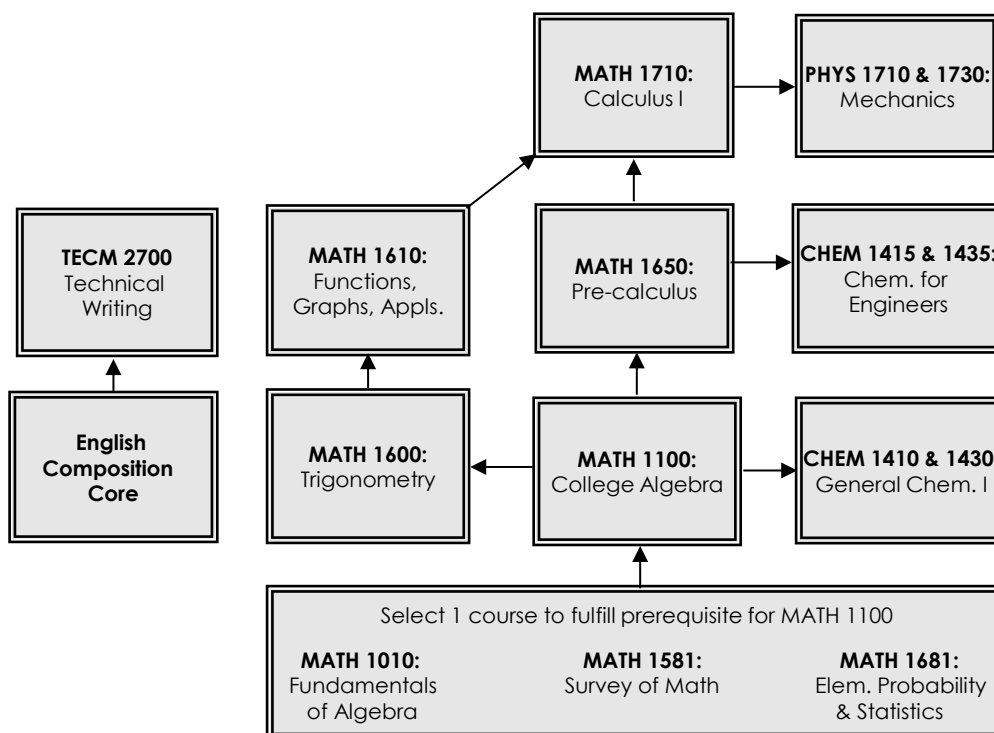 MATH 1710:
Calculus I
PHYS 1710 & 1730:
Mechanics
TECM 2700
Technical
Writing
MATH 1610:
Functions,
Graphs, Appls.
MATH 1650:
Pre-calculus
CHEM 1415 & 1435:
Chem. for
Engineers
English
Composition
Core
MATH 1600:
Trigonometry
MATH 1100:
College Algebra
CHEM 1410 & 1430
General Chem. I
Select 1 course to fulfill prerequisite for MATH 1100
MATH 1010:
Fundamentals
of Algebra
MATH 1581:
Survey of Math
MATH 1681:
Elem. Probability
& Statistics